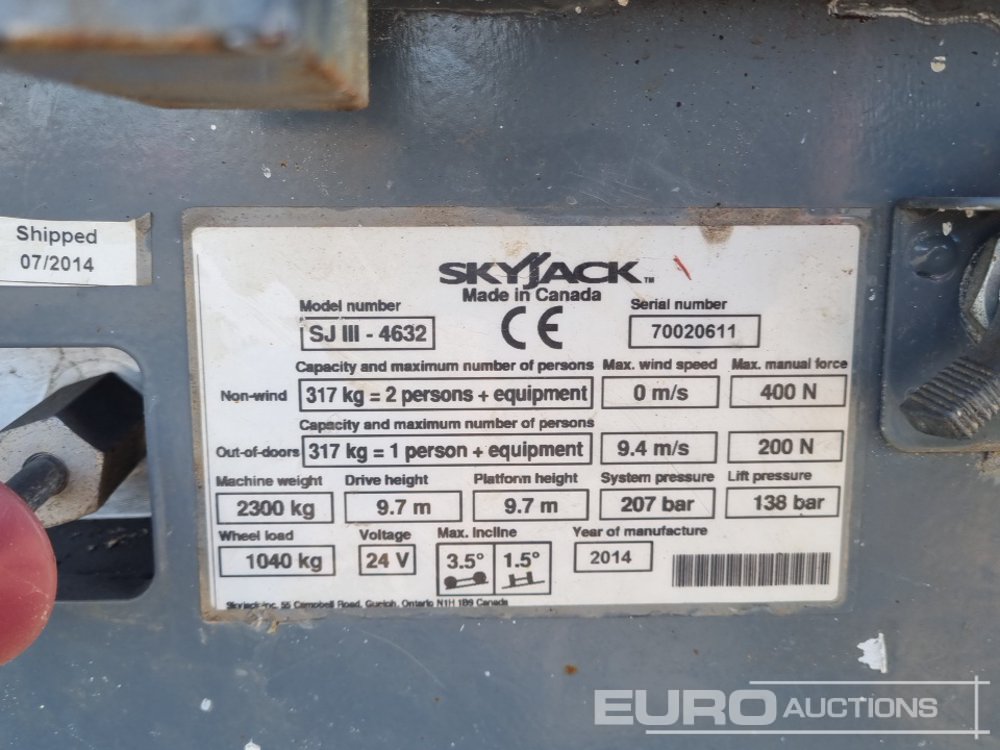 Shipped
07/2014
SKYJACK™
Made in Canada
CE
Model number
SJ III - 4632
Serial number
70020611
Capacity and maximum number of persons Max. wind speed Max. manual force
Non-wind 317 kg = 2 persons + equipment 0 m/s 400 N
Capacity and maximum number of persons
Out-of-doors 317 kg = 1 person + equipment 9.4 m/s 200 N
Machine weight Drive height Platform height System pressure Lift pressure
2300 kg 9.7 m 9.7 m 207 bar 138 bar
Wheel load Voltage Max. Incline Year of manufacture
1040 kg 24 V 3.5° 1.5° 2014
Skyjack Inc. 55 Campbell Road, Guelph, Ontario N1H 1B9 Canada
EURO AUCTIONS